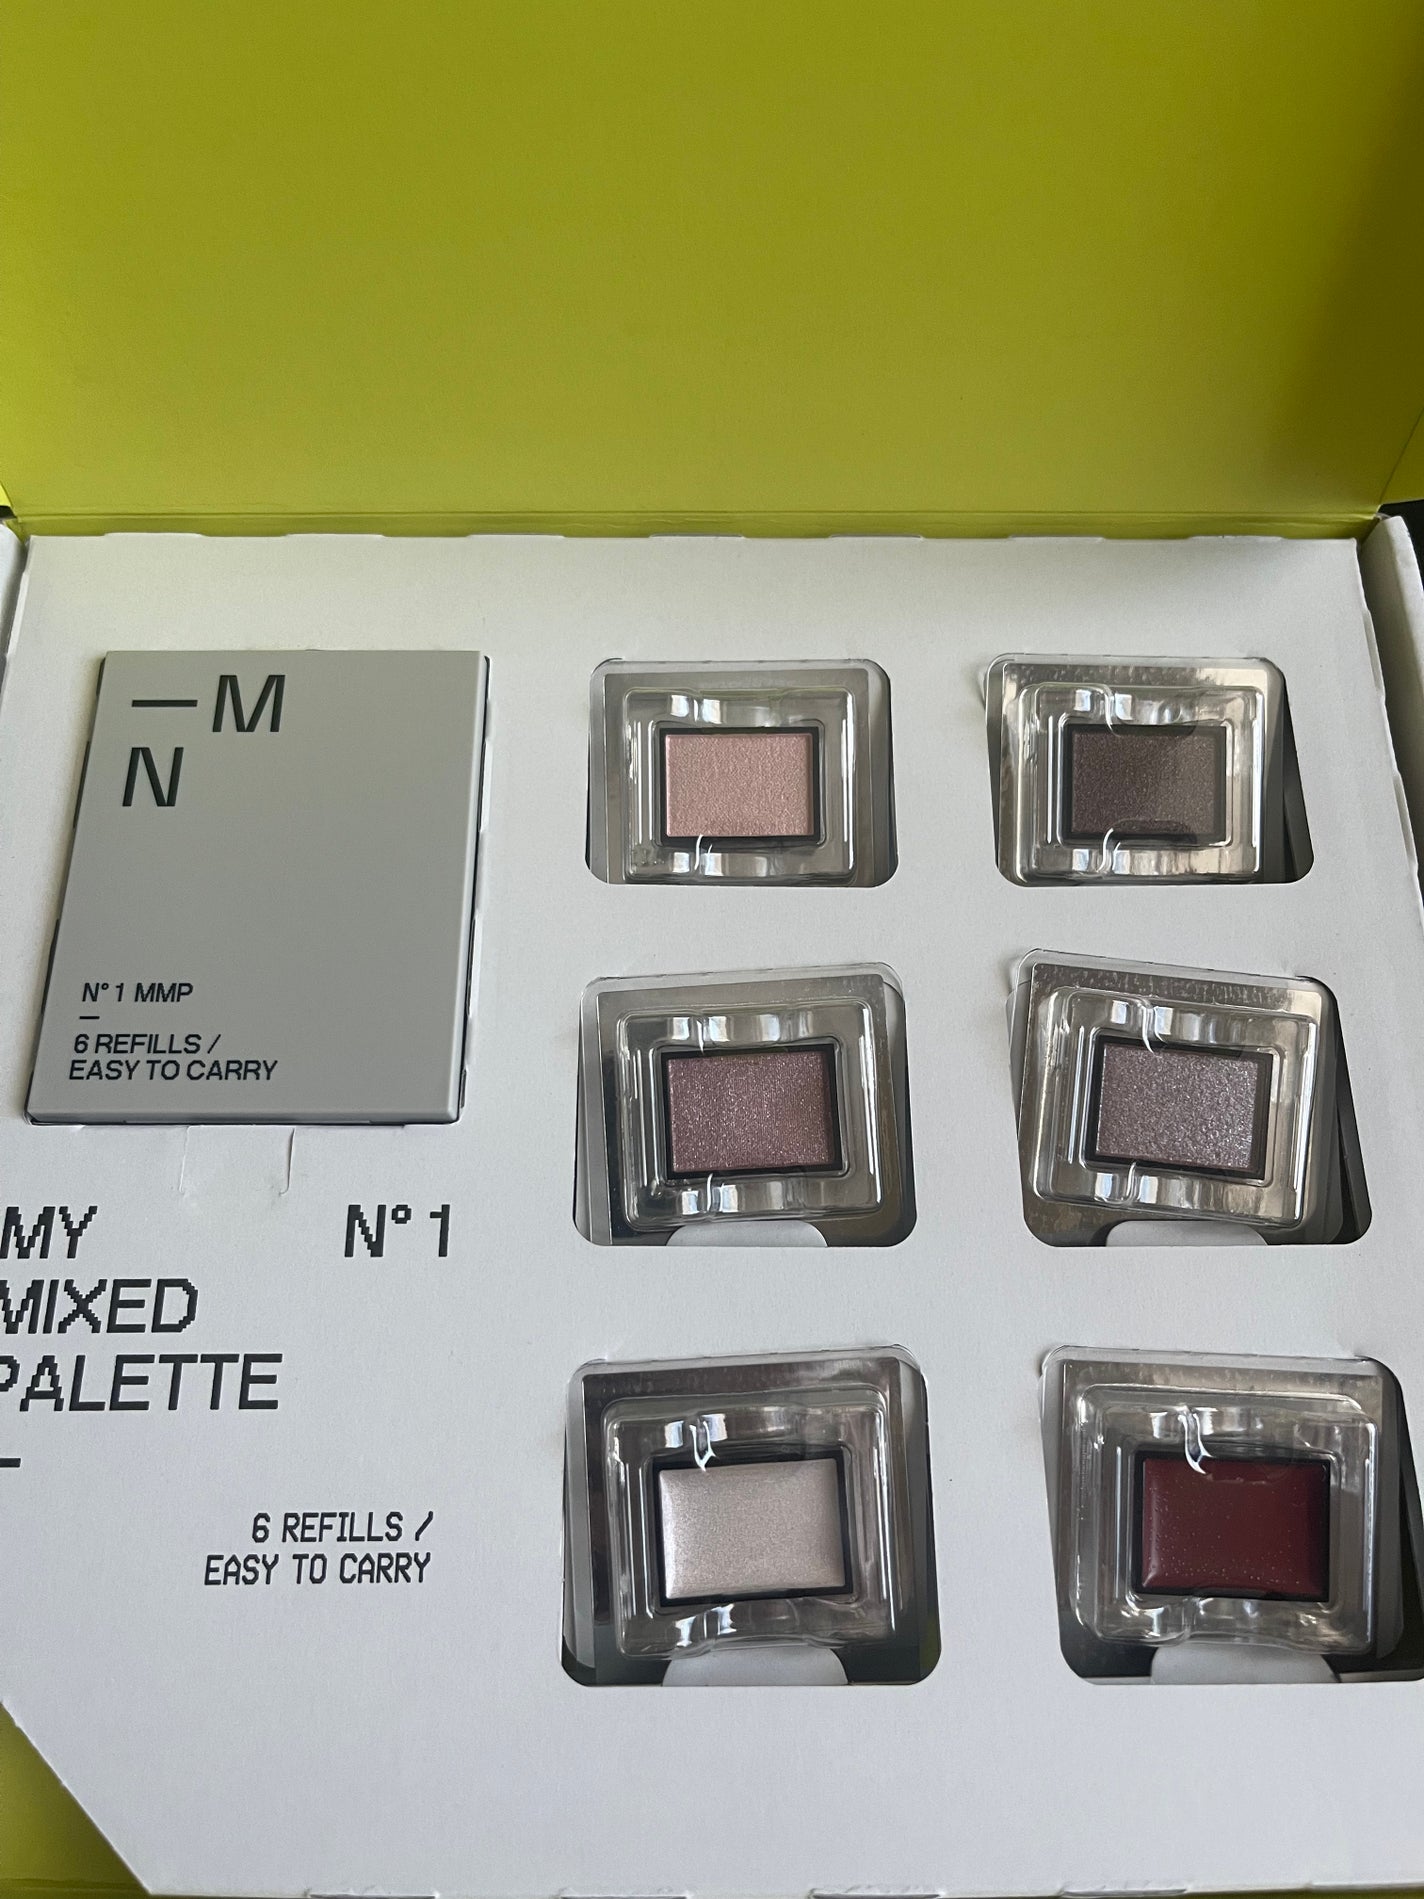 —M
N
N° 1 MMP
—
6 REFILLS /
EASY TO CARRY
MY N° 1
MIXED
PALETTE
—
6 REFILLS /
EASY TO CARRY